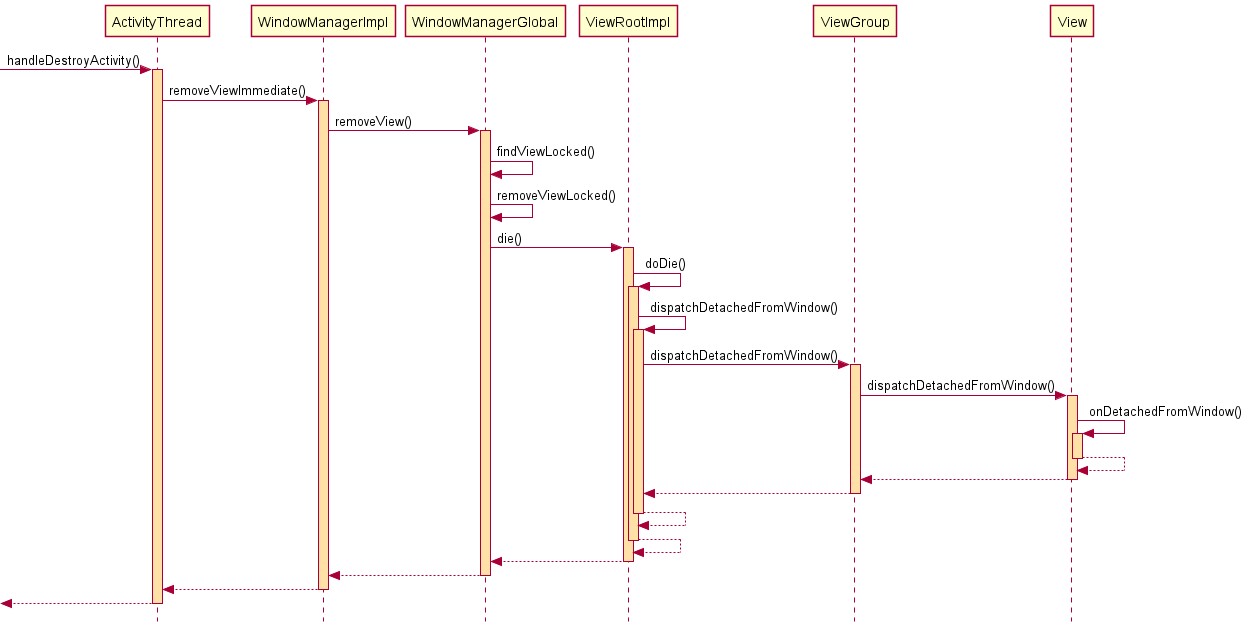 ActivityThread
WindowManagerImpl
WindowManagerGlobal
ViewRootImpl
ViewGroup
View
handleDestroyActivity()
removeViewImmediate()
removeView()
findViewLocked()
removeViewLocked()
die()
doDie()
dispatchDetachedFromWindow()
dispatchDetachedFromWindow()
dispatchDetachedFromWindow()
onDetachedFromWindow()